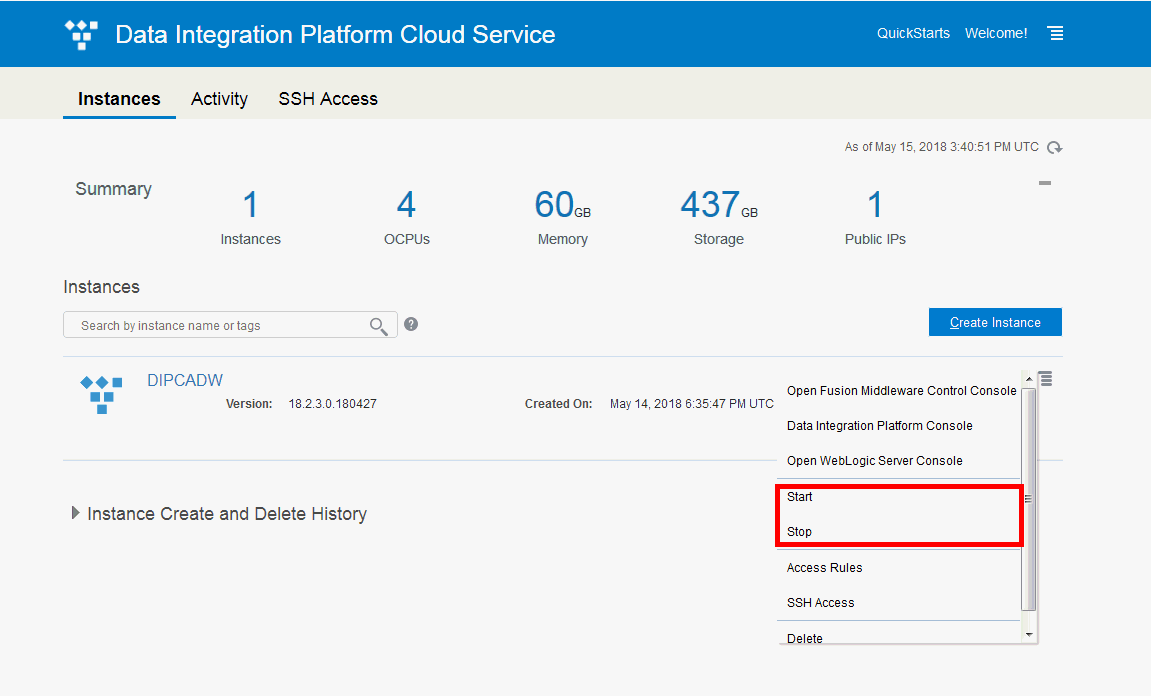 Data Integration Platform Cloud Service
QuickStarts Welcome!
Instances Activity SSH Access
As of May 15, 2018 3:40:51 PM UTC
Summary
1 4 60GB 437GB 1
Instances OCPUs Memory Storage Public IPs
Instances
Search by instance name or tags
?
Create Instance
DIPCADW
Version: 18.2.3.0.180427 Created On: May 14, 2018 6:35:47 PM UTC
Open Fusion Middleware Control Console
Data Integration Platform Console
Open WebLogic Server Console
Start
Stop
Access Rules
SSH Access
Delete
Instance Create and Delete History